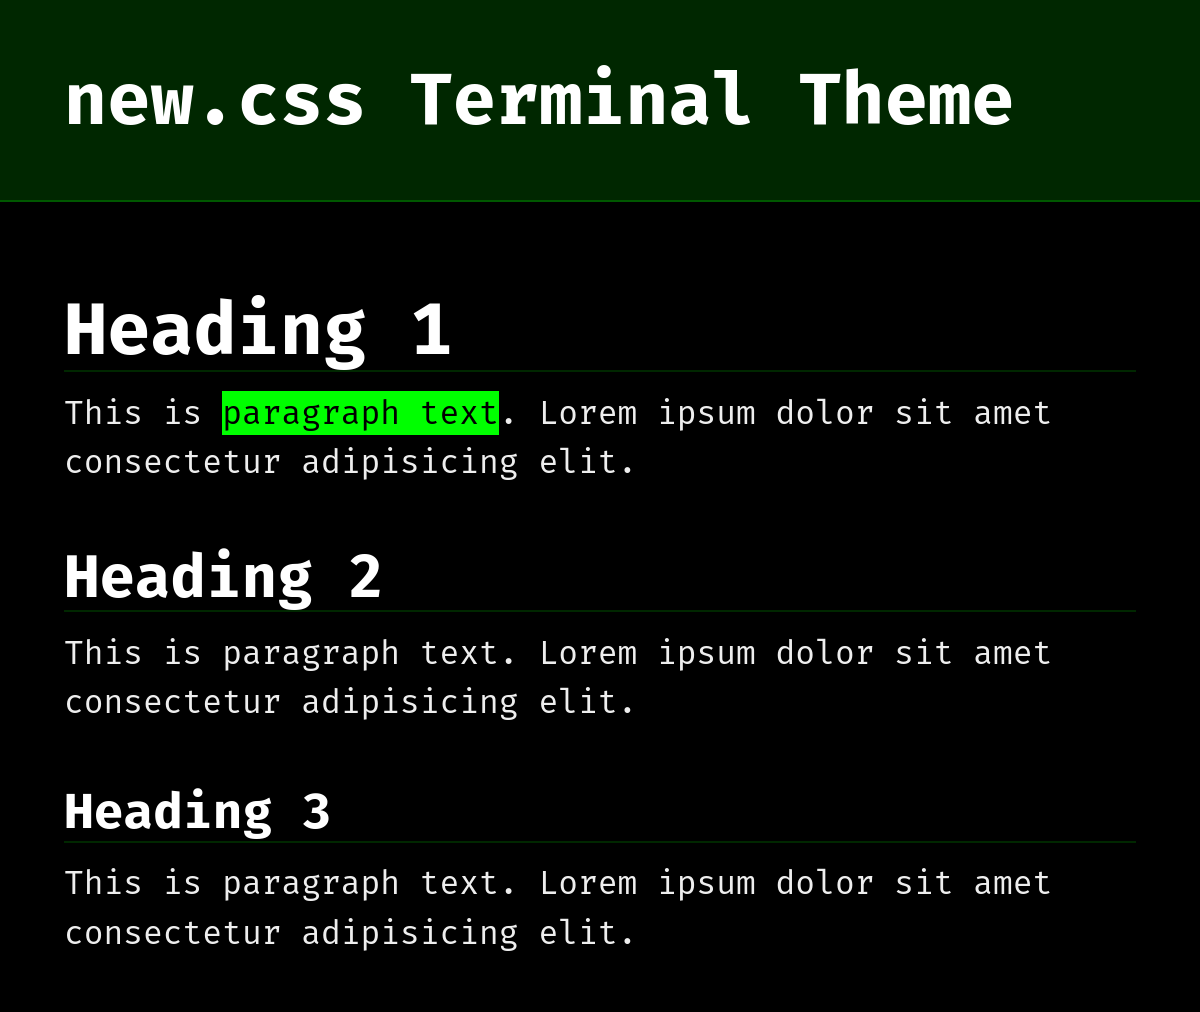 new.css Terminal Theme
Heading 1
This is paragraph text. Lorem ipsum dolor sit amet
consectetur adipisicing elit.
Heading 2
This is paragraph text. Lorem ipsum dolor sit amet
consectetur adipisicing elit.
Heading 3
This is paragraph text. Lorem ipsum dolor sit amet
consectetur adipisicing elit.